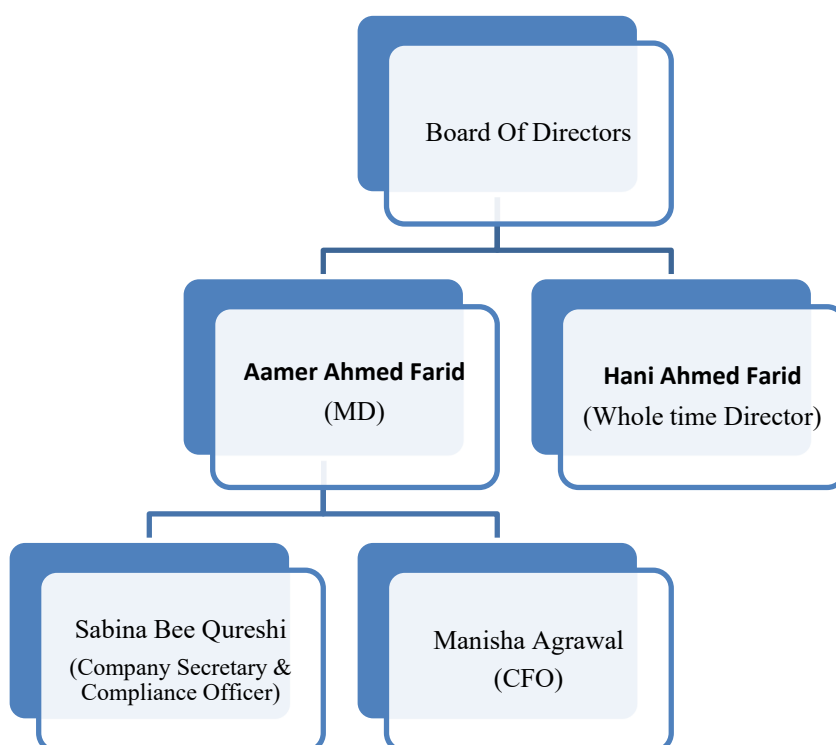 Board Of Directors
Aamer Ahmed Farid
(MD)
Hani Ahmed Farid
(Whole time Director)
Sabina Bee Qureshi
(Company Secretary &
Compliance Officer)
Manisha Agrawal
(CFO)